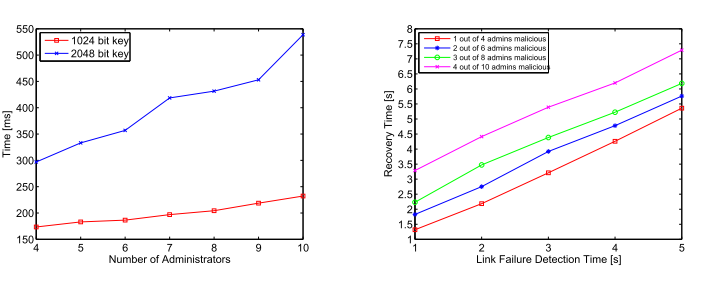 550
500
450
400
350
300
250
200
150
Time [ms]
1024 bit key
2048 bit key
4 5 6 7 8 9 10
Number of Administrators
8
7.5
7
6.5
6
5.5
5
4.5
4
3.5
3
2.5
2
1.5
1
Recovery Time [s]
1 out of 4 admins malicious
2 out of 6 admins malicious
3 out of 8 admins malicious
4 out of 10 admins malicious
1 2 3 4 5
Link Failure Detection Time [s]